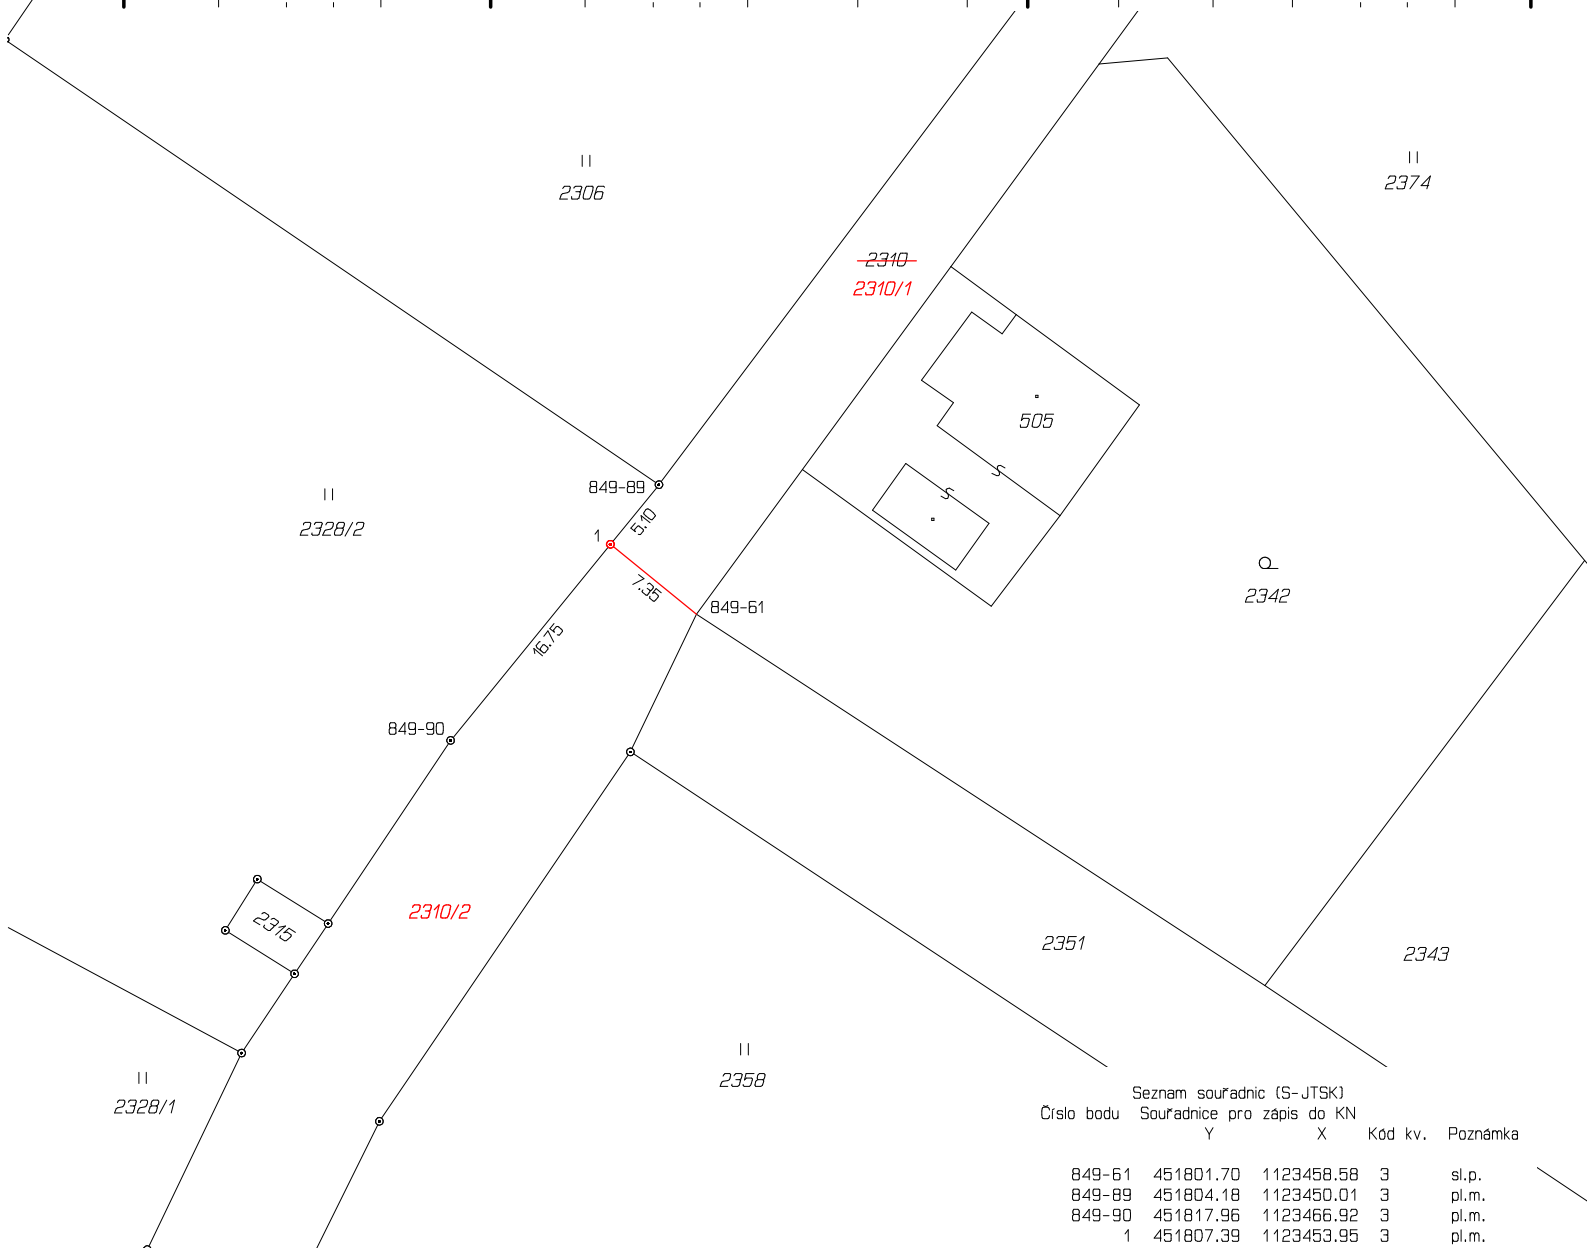 2306
2374
2310
2310/1
505
849-89
5.10
2328/2
1
7.35
849-61
2342
16.75
849-90
2310/2
2315
2351
2343
2358
2328/1
Seznam souřadnic (S-JTSK)
Číslo bodu Souřadnice pro zápis do KN
Y X Kód kv. Poznámka
849-61 451801.70 1123458.58 3 sl.p.
849-89 451804.18 1123450.01 3 pl.m.
849-90 451817.96 1123466.92 3 pl.m.
1 451807.39 1123453.95 3 pl.m.